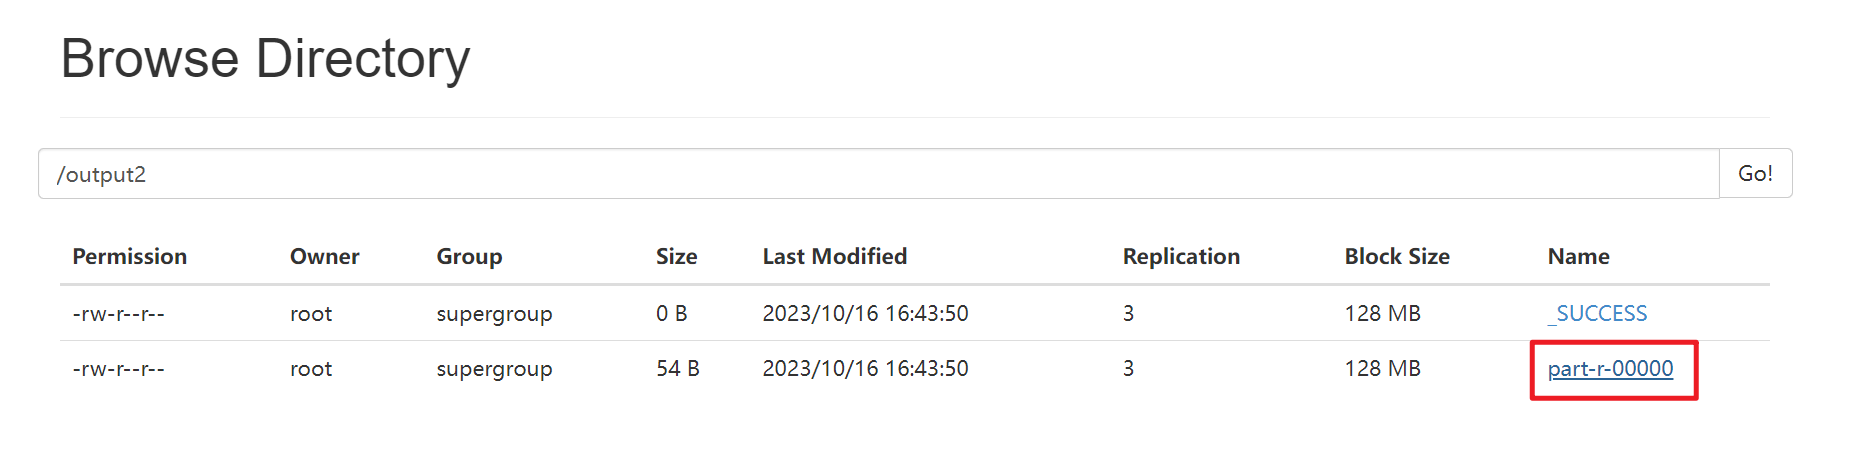 Browse Directory
/output2 Go!
Permission Owner Group Size Last Modified Replication Block Size Name
-rw-r--r-- root supergroup 0 B 2023/10/16 16:43:50 3 128 MB _SUCCESS
-rw-r--r-- root supergroup 54 B 2023/10/16 16:43:50 3 128 MB part-r-00000